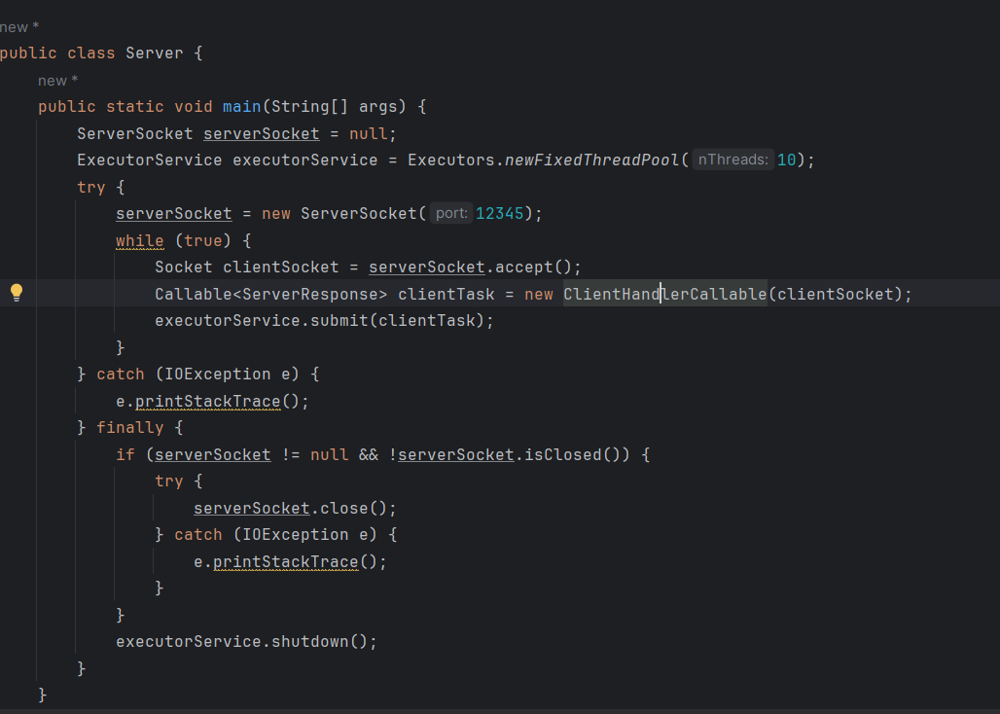 new *
public class Server {
new *
public static void main(String[] args) {
ServerSocket serverSocket = null;
ExecutorService executorService = Executors.newFixedThreadPool( nThreads: 10);
try {
serverSocket = new ServerSocket( port: 12345);
while (true) {
Socket clientSocket = serverSocket.accept();
Callable<ServerResponse> clientTask = new ClientHandlerCallable(clientSocket);
executorService.submit(clientTask);
}
} catch (IOException e) {
e.printStackTrace();
} finally {
if (serverSocket != null && !serverSocket.isClosed()) {
try {
serverSocket.close();
} catch (IOException e) {
e.printStackTrace();
}
}
executorService.shutdown();
}
}